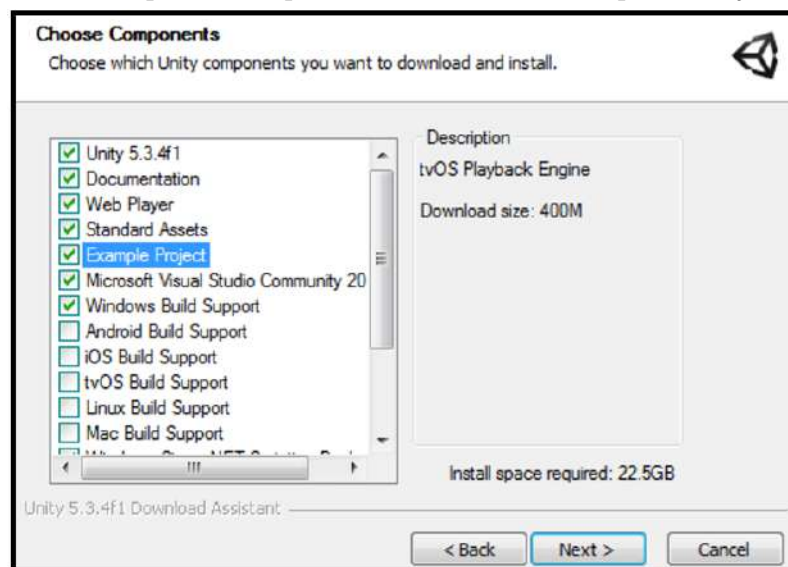 Choose Components
Choose which Unity components you want to download and install.
Unity 5.3.4f1
Documentation
Web Player
Standard Assets
Example Project
Microsoft Visual Studio Community 20
Windows Build Support
Android Build Support
iOS Build Support
tvOS Build Support
Linux Build Support
Mac Build Support
Description
tvOS Playback Engine
Download size: 400M
Install space required: 22.5GB
Unity 5.3.4f1 Download Assistant
< Back
Next >
Cancel